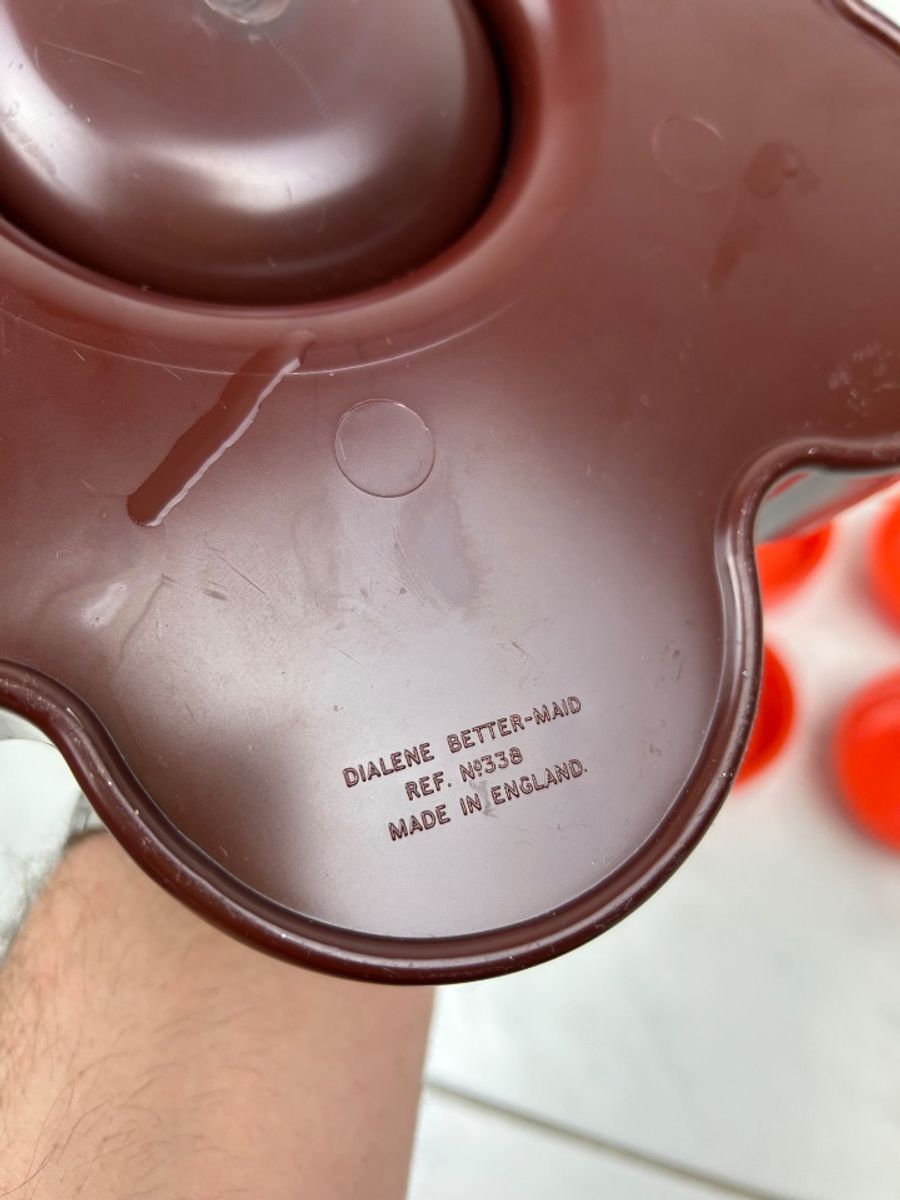 DIALENE BETTER-MAID
REF. Nº338
MADE IN ENGLAND.